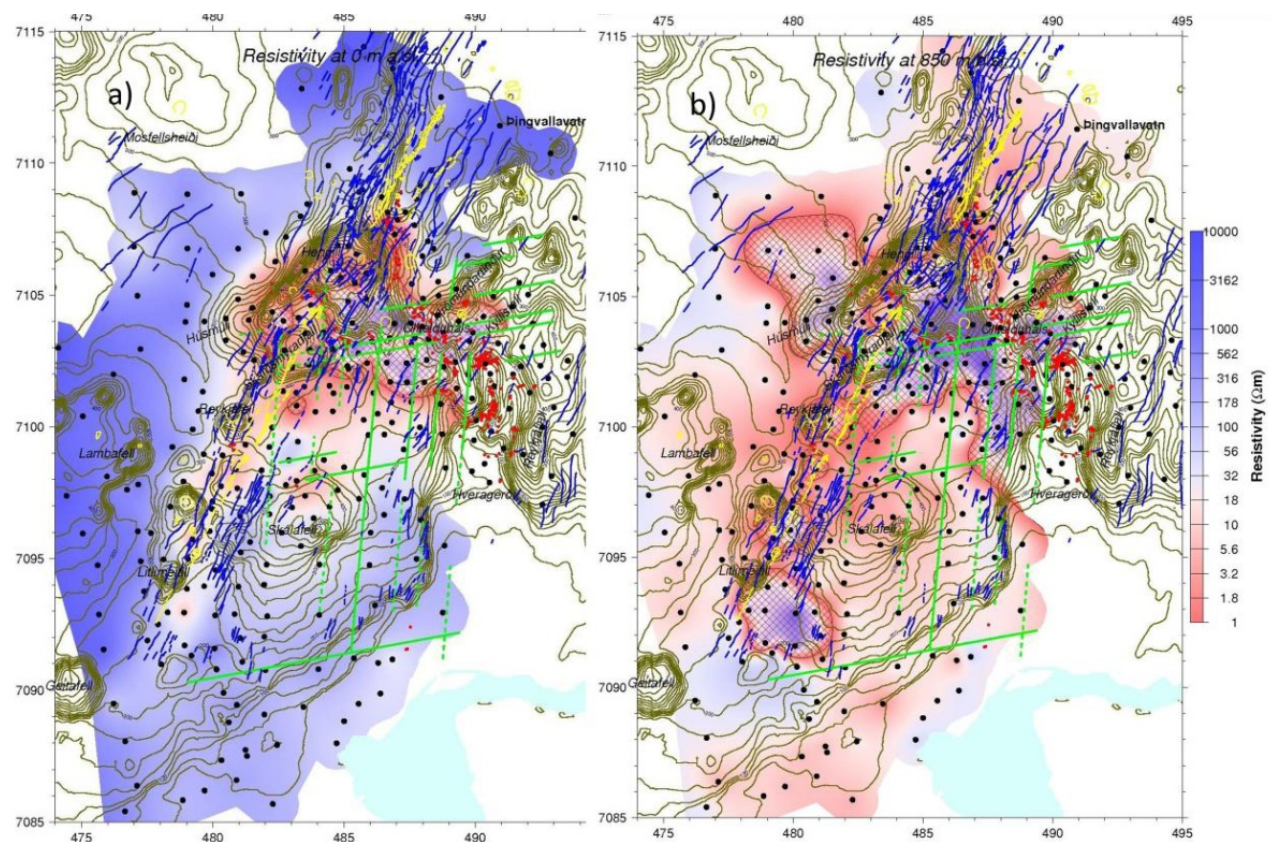 475 480 485 490
475 480 485 490 495
7115
7110
7105
7100
7095
7090
7085
a)
Resistivity at 0 m a.s.l.
Mosfellsheiði
Þingvallavatn
Húsmúli
Reykjafell
Lambafell
Skálafell
Litlimeitill
Hveragerði
Geitafell
475 480 485 490
7115
7110
7105
7100
7095
7090
7085
b)
Resistivity at 850 m b.s.l.
Mosfellsheiði
Þingvallavatn
Húsmúli
Reykjafell
Lambafell
Skálafell
Litlimeitill
Hveragerði
Geitafell
475 480 485 490 495
10000
3162
1000
562
316
178
100
56
32
18
10
5.6
3.2
1.8
1
Resistivity (Ωm)